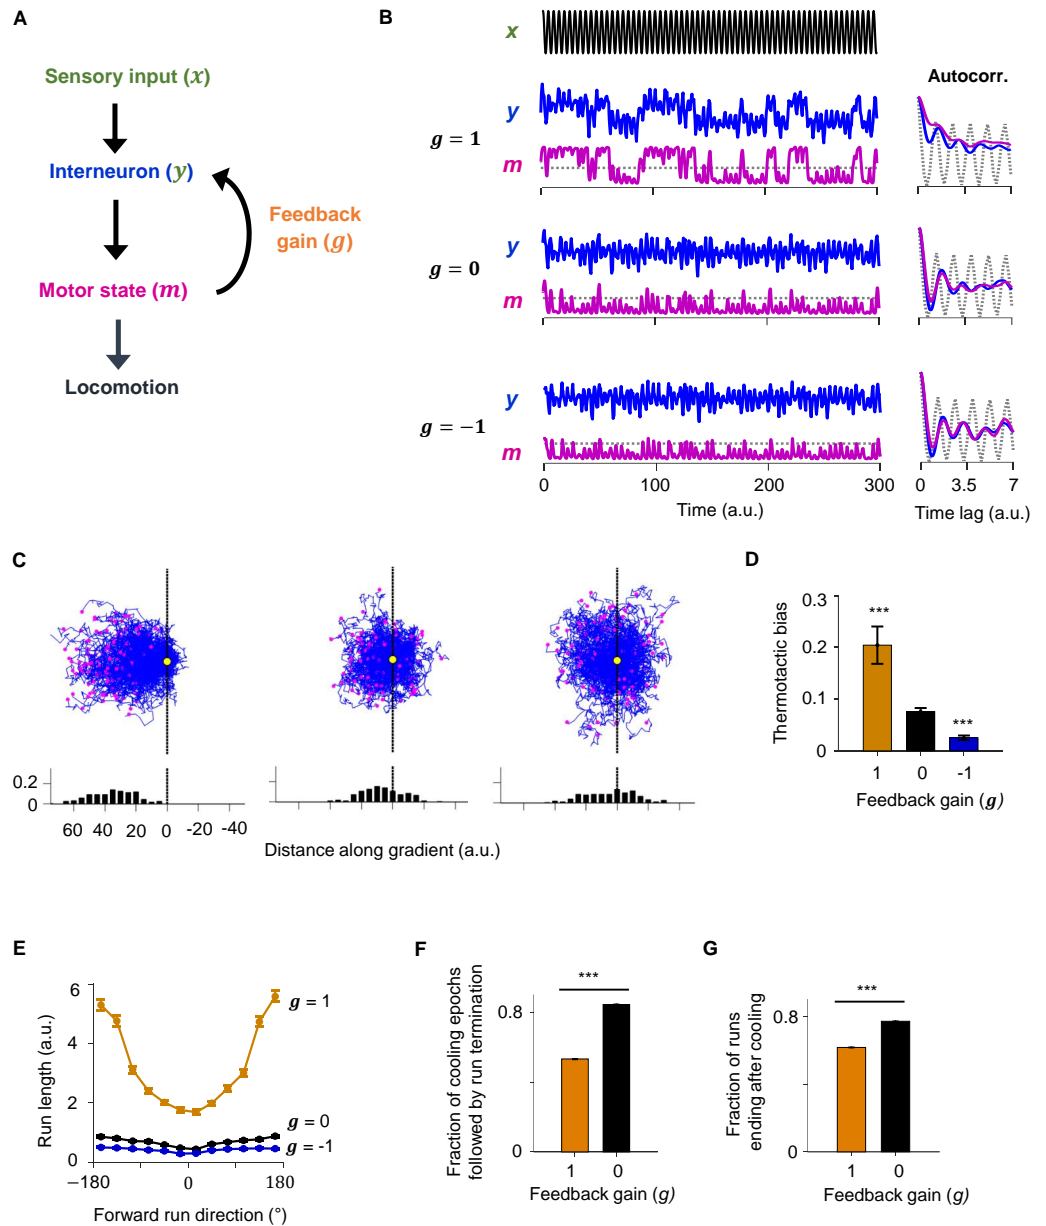 A
Sensory input (x)
Interneuron (y)
Feedback
gain (g)
Motor state (m)
Locomotion
B
x
Autocorr.
y
g = 1
m
y
g = 0
m
y
g = −1
m
0 100 200 300
Time (a.u.)
0 3.5 7
Time lag (a.u.)
C
0.2
0
60 40 20 0 -20 -40
Distance along gradient (a.u.)
D
Thermotactic bias
0.3
0.2
0.1
0
***
***
1 0 -1
Feedback gain (g)
E
Run length (a.u.)
6
4
2
0
g = 1
g = 0
g = -1
−180 0 180
Forward run direction (°)
F
Fraction of cooling epochs
followed by run termination
0.8
0
***
1 0
Feedback gain (g)
G
Fraction of runs
ending after cooling
0.8
0
***
1 0
Feedback gain (g)